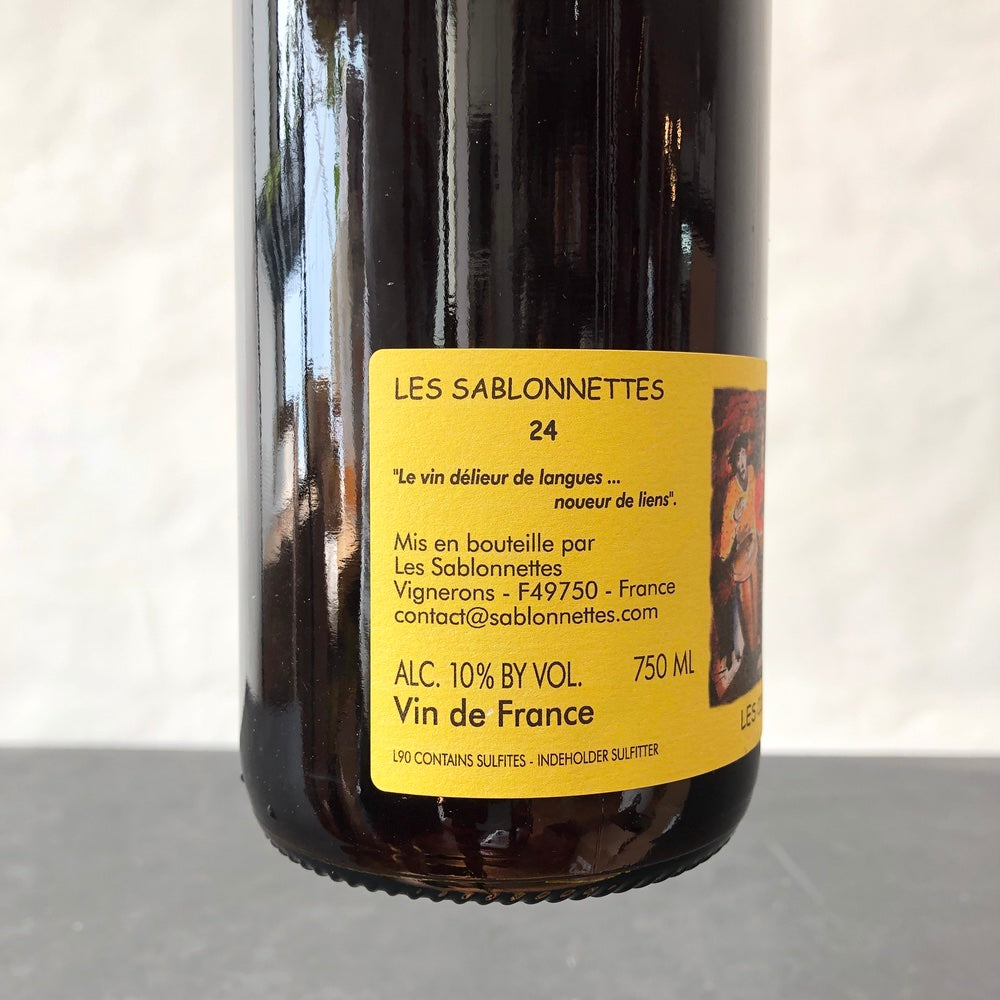 LES SABLONNETTES
24
"Le vin délieur de langues ...
noueur de liens".
Mis en bouteille par
Les Sablonnettes
Vignerons - F49750 - France
contact@sablonnettes.com
ALC. 10% BY VOL. 750 ML
Vin de France
L90 CONTAINS SULFITES - INDEHOLDER SULFITTER
LES